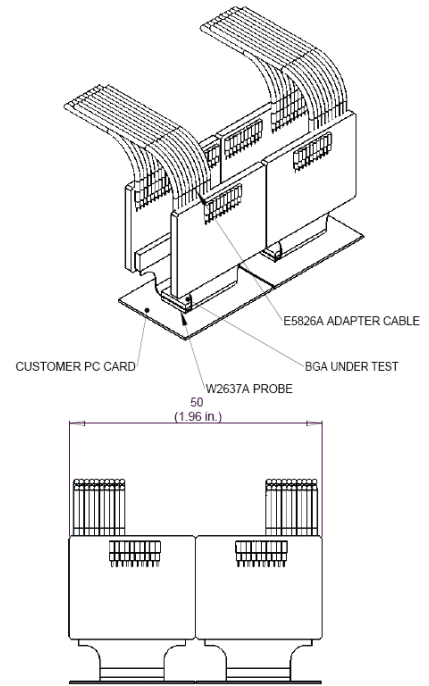 E5826A ADAPTER CABLE
CUSTOMER PC CARD
BGA UNDER TEST
W2637A PROBE
50
(1.96 in.)